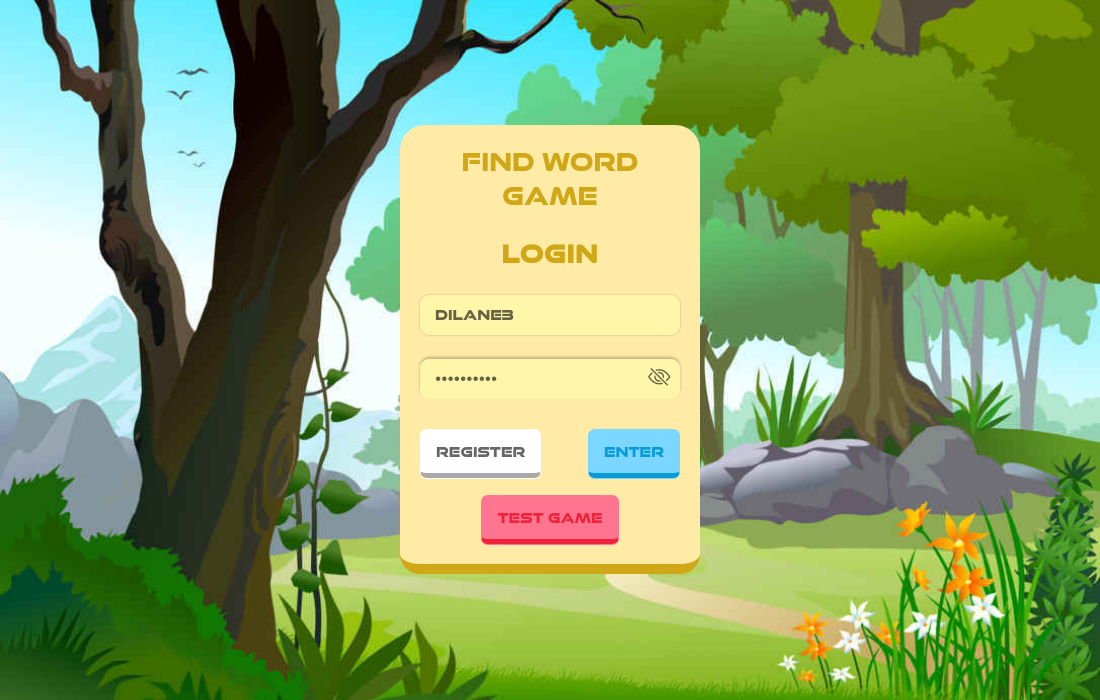 FIND WORD
GAME
LOGIN
DILANE3
••••••••••
REGISTER
ENTER
TEST GAME